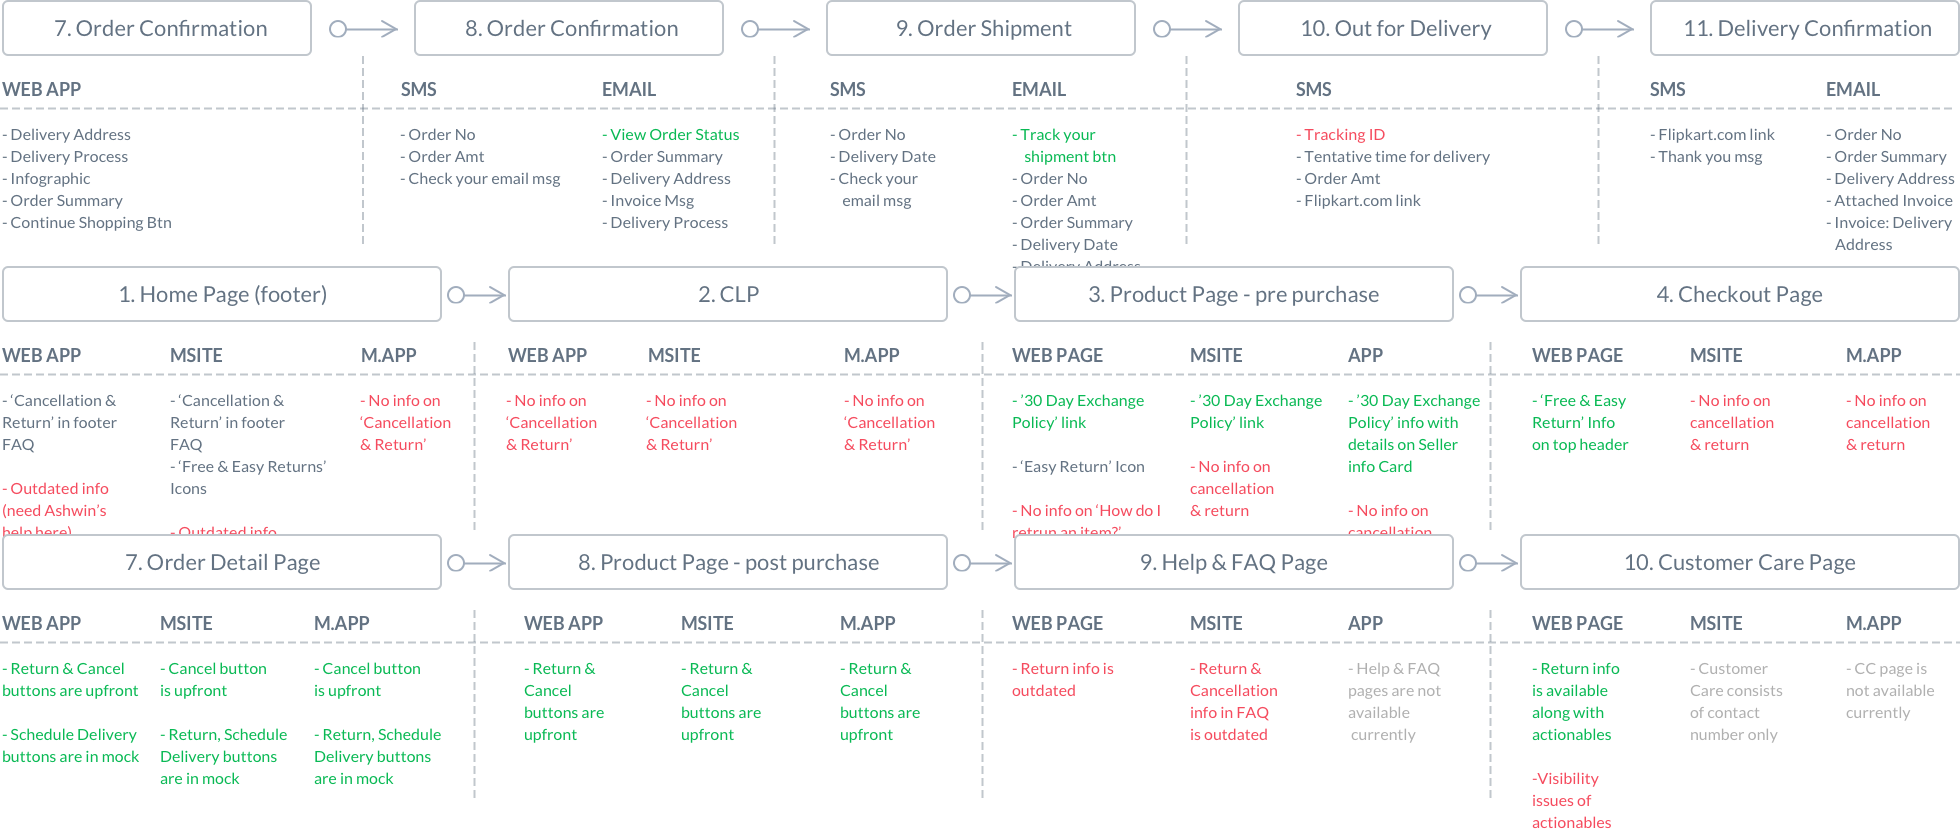 7. Order Confirmation
8. Order Confirmation
9. Order Shipment
10. Out for Delivery
11. Delivery Confirmation
WEB APP
- Delivery Address
- Delivery Process
- Infographic
- Order Summary
- Continue Shopping Btn
SMS
- Order No
- Order Amt
- Check your email msg
EMAIL
- View Order Status
- Order Summary
- Delivery Address
- Invoice Msg
- Delivery Process
SMS
- Order No
- Delivery Date
- Check your
email msg
EMAIL
- Track your
shipment btn
- Order No
- Order Amt
- Order Summary
- Delivery Date
- Delivery Address
SMS
- Tracking ID
- Tentative time for delivery
- Order Amt
- Flipkart.com link
SMS
- Flipkart.com link
- Thank you msg
EMAIL
- Order No
- Order Summary
- Delivery Address
- Attached Invoice
- Invoice: Delivery
Address
1. Home Page (footer)
2. CLP
3. Product Page - pre purchase
4. Checkout Page
WEB APP
- ‘Cancellation &
Return’ in footer
FAQ
- Outdated info
(need Ashwin’s
help here)
MSITE
- ‘Cancellation &
Return’ in footer
FAQ
- ‘Free & Easy Returns’
Icons
- Outdated info
M.APP
- No info on
‘Cancellation
& Return’
WEB APP
- No info on
‘Cancellation
& Return’
MSITE
- No info on
‘Cancellation
& Return’
M.APP
- No info on
‘Cancellation
& Return’
WEB PAGE
- ’30 Day Exchange
Policy’ link
- ‘Easy Return’ Icon
- No info on ‘How do I
retrun an item?’
MSITE
- ’30 Day Exchange
Policy’ link
- No info on
cancellation
& return
APP
- ’30 Day Exchange
Policy’ info with
details on Seller
info Card
- No info on
cancellation
WEB PAGE
- ‘Free & Easy
Return’ Info
on top header
MSITE
- No info on
cancellation
& return
M.APP
- No info on
cancellation
& return
7. Order Detail Page
8. Product Page - post purchase
9. Help & FAQ Page
10. Customer Care Page
WEB APP
- Return & Cancel
buttons are upfront
- Schedule Delivery
buttons are in mock
MSITE
- Cancel button
is upfront
- Return, Schedule
Delivery buttons
are in mock
M.APP
- Cancel button
is upfront
- Return, Schedule
Delivery buttons
are in mock
WEB APP
- Return &
Cancel
buttons are
upfront
MSITE
- Return &
Cancel
buttons are
upfront
M.APP
- Return &
Cancel
buttons are
upfront
WEB PAGE
- Return info is
outdated
MSITE
- Return &
Cancellation
info in FAQ
is outdated
APP
- Help & FAQ
pages are not
available
currently
WEB PAGE
- Return info
is available
along with
actionables
-Visibility
issues of
actionables
MSITE
- Customer
Care consists
of contact
number only
M.APP
- CC page is
not available
currently